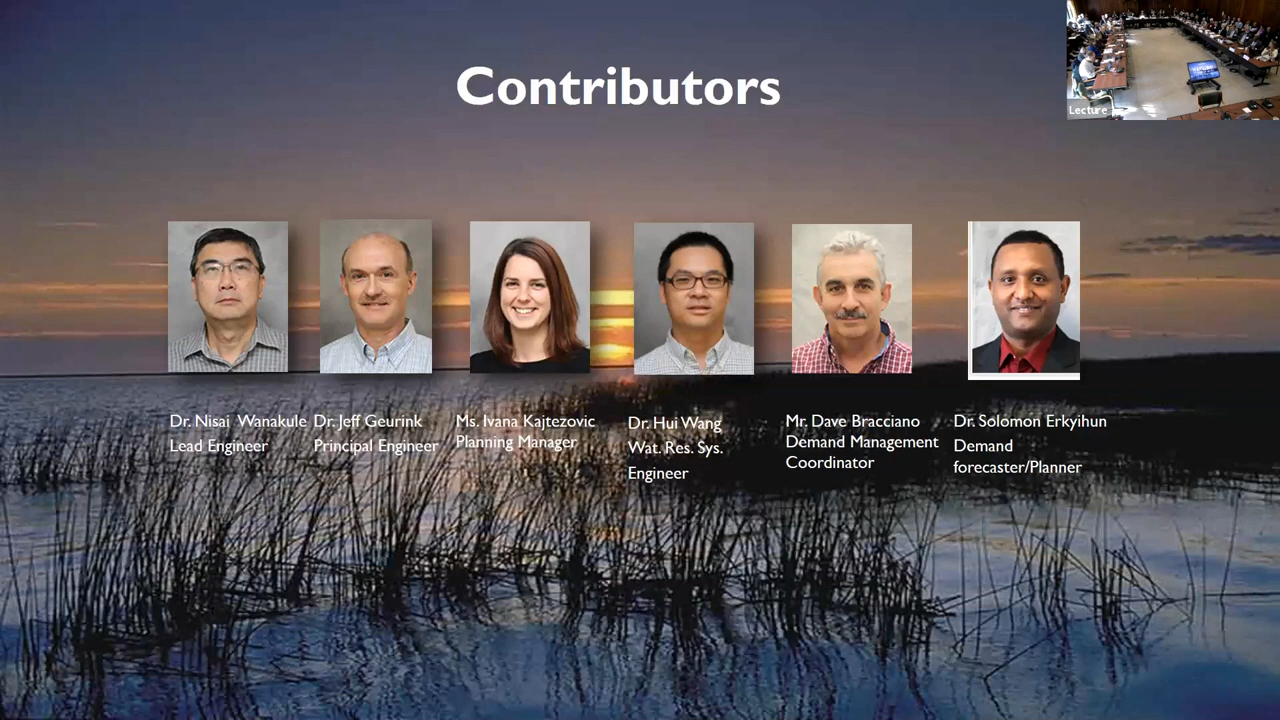 Contributors
Lecture
Dr. Nisai Wanakule
Lead Engineer
Dr. Jeff Geurink
Principal Engineer
Ms. Ivana Kajtezovic
Planning Manager
Dr. Hui Wang
Wat. Res. Sys.
Engineer
Mr. Dave Bracciano
Demand Management
Coordinator
Dr. Solomon Erkyihun
Demand
forecaster/Planner